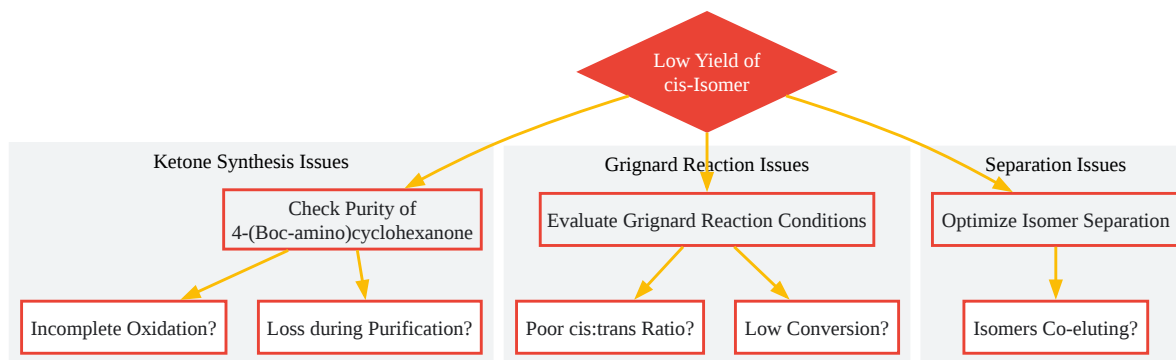 Low Yield of
cis-Isomer
Ketone Synthesis Issues
Grignard Reaction Issues
Separation Issues
Check Purity of
4-(Boc-amino)cyclohexanone
Evaluate Grignard Reaction Conditions
Optimize Isomer Separation
Incomplete Oxidation?
Loss during Purification?
Poor cis:trans Ratio?
Low Conversion?
Isomers Co-eluting?